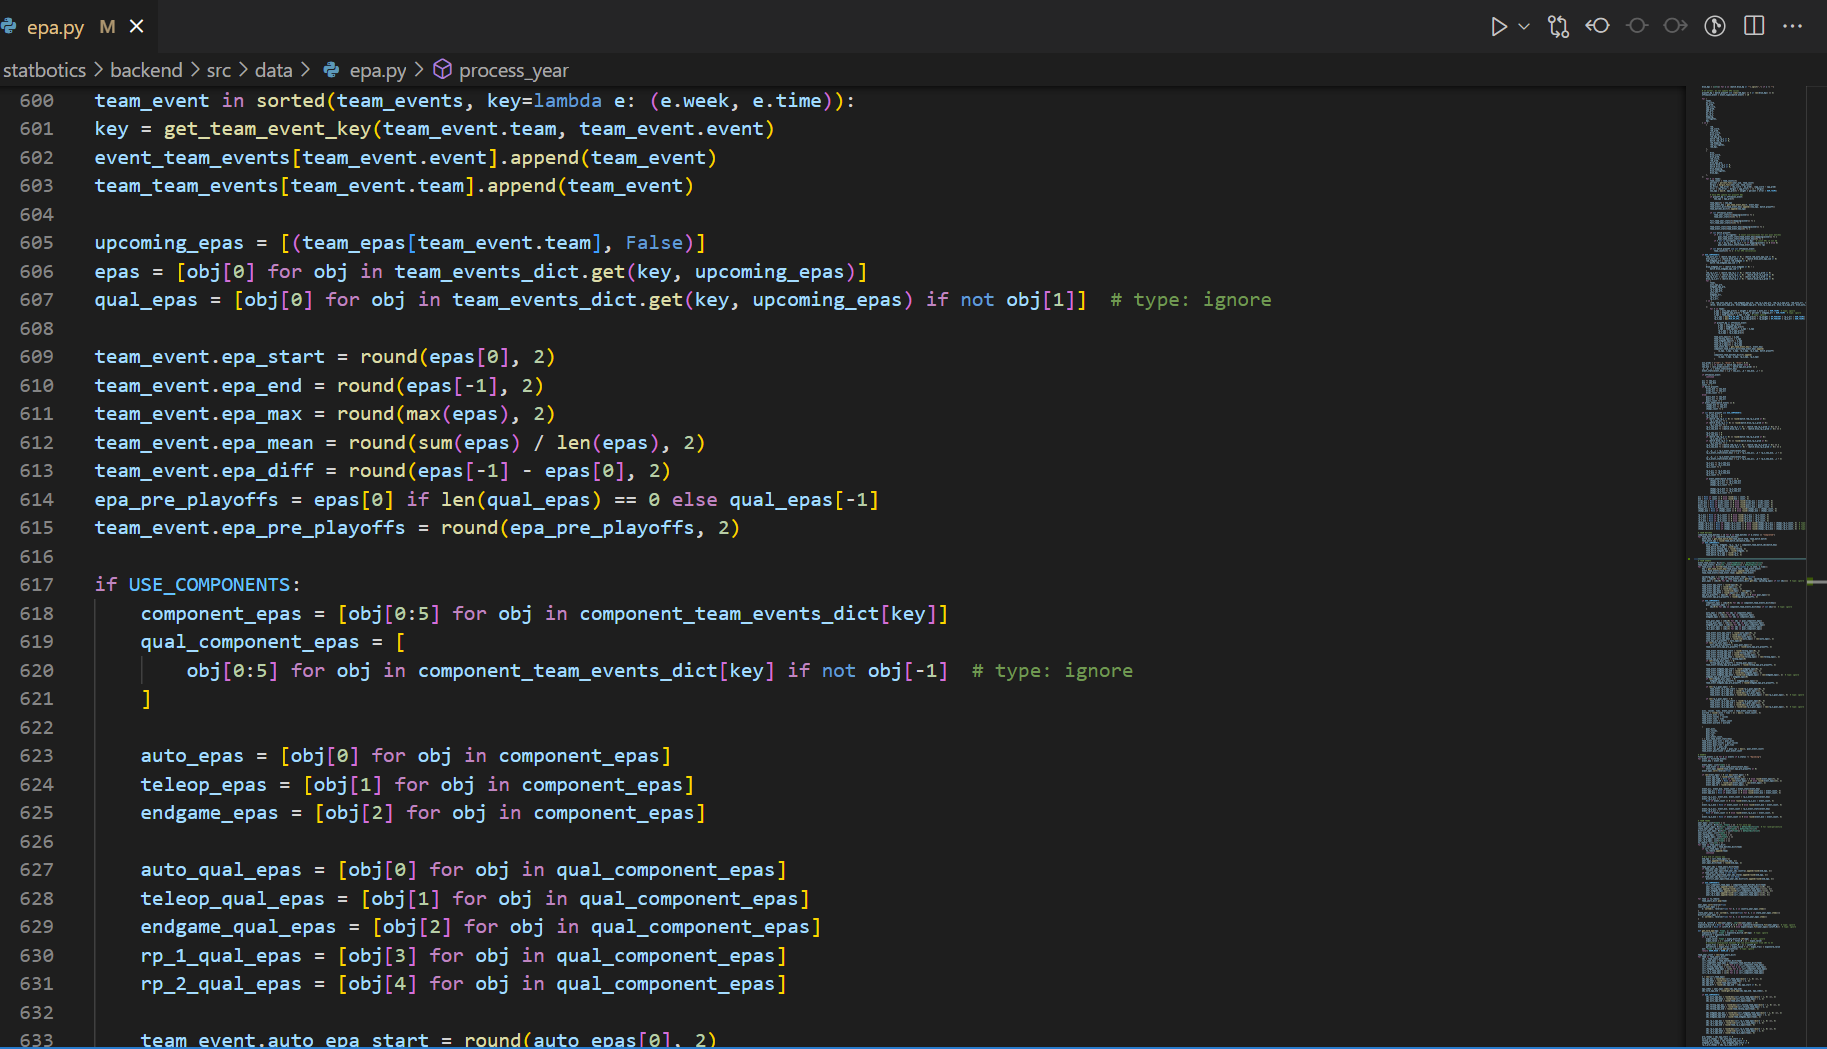 epa.py M
statbotics > backend > src > data > epa.py > process_year
600 team_event in sorted(team_events, key=lambda e: (e.week, e.time)):
601 key = get_team_event_key(team_event.team, team_event.event)
602 event_team_events[team_event.event].append(team_event)
603 team_team_events[team_event.team].append(team_event)
604
605 upcoming_epas = [(team_epas[team_event.team], False)]
606 epas = [obj[0] for obj in team_events_dict.get(key, upcoming_epas)]
607 qual_epas = [obj[0] for obj in team_events_dict.get(key, upcoming_epas) if not obj[1]]  # type: ignore
608
609 team_event.epa_start = round(epas[0], 2)
610 team_event.epa_end = round(epas[-1], 2)
611 team_event.epa_max = round(max(epas), 2)
612 team_event.epa_mean = round(sum(epas) / len(epas), 2)
613 team_event.epa_diff = round(epas[-1] - epas[0], 2)
614 epa_pre_playoffs = epas[0] if len(qual_epas) == 0 else qual_epas[-1]
615 team_event.epa_pre_playoffs = round(epa_pre_playoffs, 2)
616
617 if USE_COMPONENTS:
618     component_epas = [obj[0:5] for obj in component_team_events_dict[key]]
619     qual_component_epas = [
620         obj[0:5] for obj in component_team_events_dict[key] if not obj[-1]  # type: ignore
621     ]
622
623     auto_epas = [obj[0] for obj in component_epas]
624     teleop_epas = [obj[1] for obj in component_epas]
625     endgame_epas = [obj[2] for obj in component_epas]
626
627     auto_qual_epas = [obj[0] for obj in qual_component_epas]
628     teleop_qual_epas = [obj[1] for obj in qual_component_epas]
629     endgame_qual_epas = [obj[2] for obj in qual_component_epas]
630     rp_1_qual_epas = [obj[3] for obj in qual_component_epas]
631     rp_2_qual_epas = [obj[4] for obj in qual_component_epas]
632
633     team_event.auto_epa_start = round(auto_epas[0], 2)